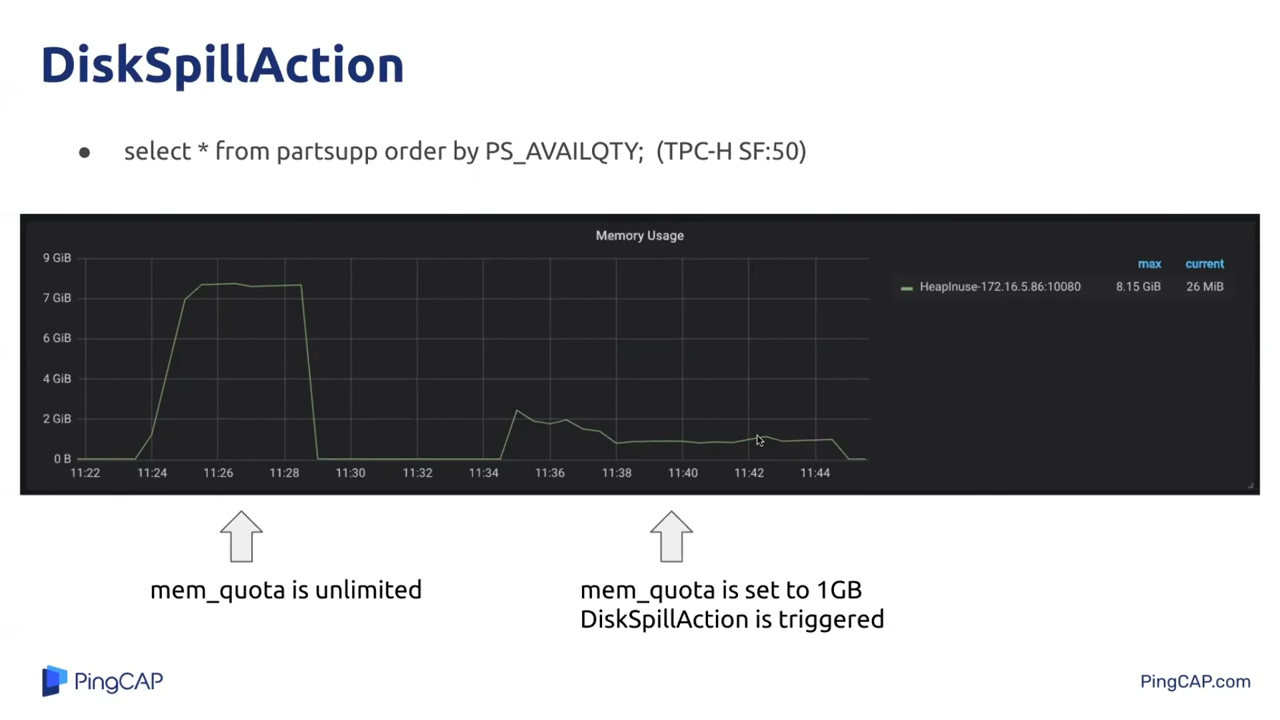 DiskSpillAction
● select * from partsupp order by PS_AVAILQTY; (TPC-H SF:50)
Memory Usage
max current
HeapInuse-172.16.5.86:10080 8.15 GiB 26 MiB
9 GiB
7 GiB
6 GiB
4 GiB
2 GiB
0 B
11:22 11:24 11:26 11:28 11:30 11:32 11:34 11:36 11:38 11:40 11:42 11:44
mem_quota is unlimited
mem_quota is set to 1GB
DiskSpillAction is triggered
PingCAP
PingCAP.com